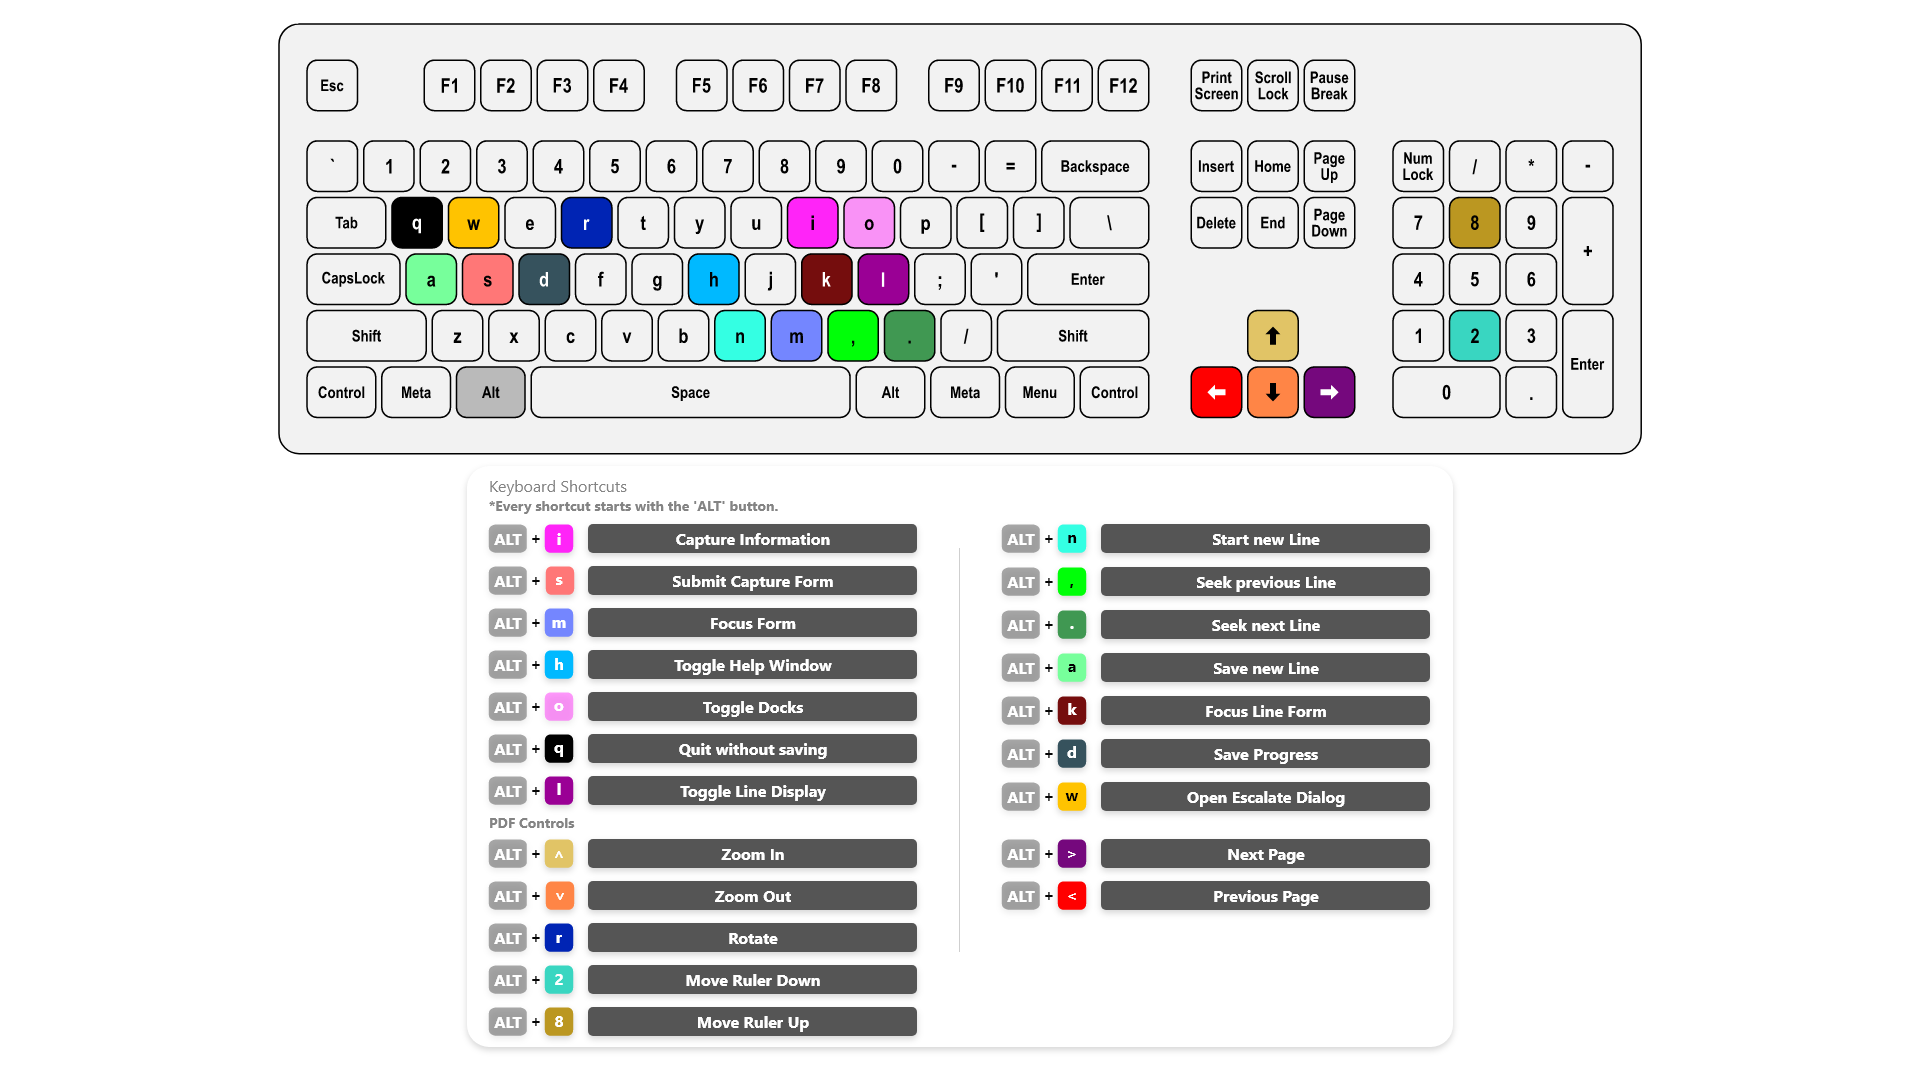 Esc F1 F2 F3 F4 F5 F6 F7 F8 F9 F10 F11 F12 Print Screen Scroll Lock Pause Break
` 1 2 3 4 5 6 7 8 9 0 - = Backspace Insert Home Page Up Num Lock / * -
Tab q w e r t y u i o p [ ] \ Delete End Page Down 7 8 9 +
CapsLock a s d f g h j k l ; ' Enter 4 5 6
Shift z x c v b n m , . / Shift 1 2 3 Enter
Control Meta Alt Space Alt Meta Menu Control 0 .
Keyboard Shortcuts
*Every shortcut starts with the 'ALT' button.
ALT + i Capture Information
ALT + s Submit Capture Form
ALT + m Focus Form
ALT + h Toggle Help Window
ALT + o Toggle Docks
ALT + q Quit without saving
ALT + l Toggle Line Display
PDF Controls
ALT + ^ Zoom In
ALT + v Zoom Out
ALT + r Rotate
ALT + 2 Move Ruler Down
ALT + 8 Move Ruler Up
ALT + n Start new Line
ALT + , Seek previous Line
ALT + . Seek next Line
ALT + a Save new Line
ALT + k Focus Line Form
ALT + d Save Progress
ALT + w Open Escalate Dialog
ALT + > Next Page
ALT + < Previous Page